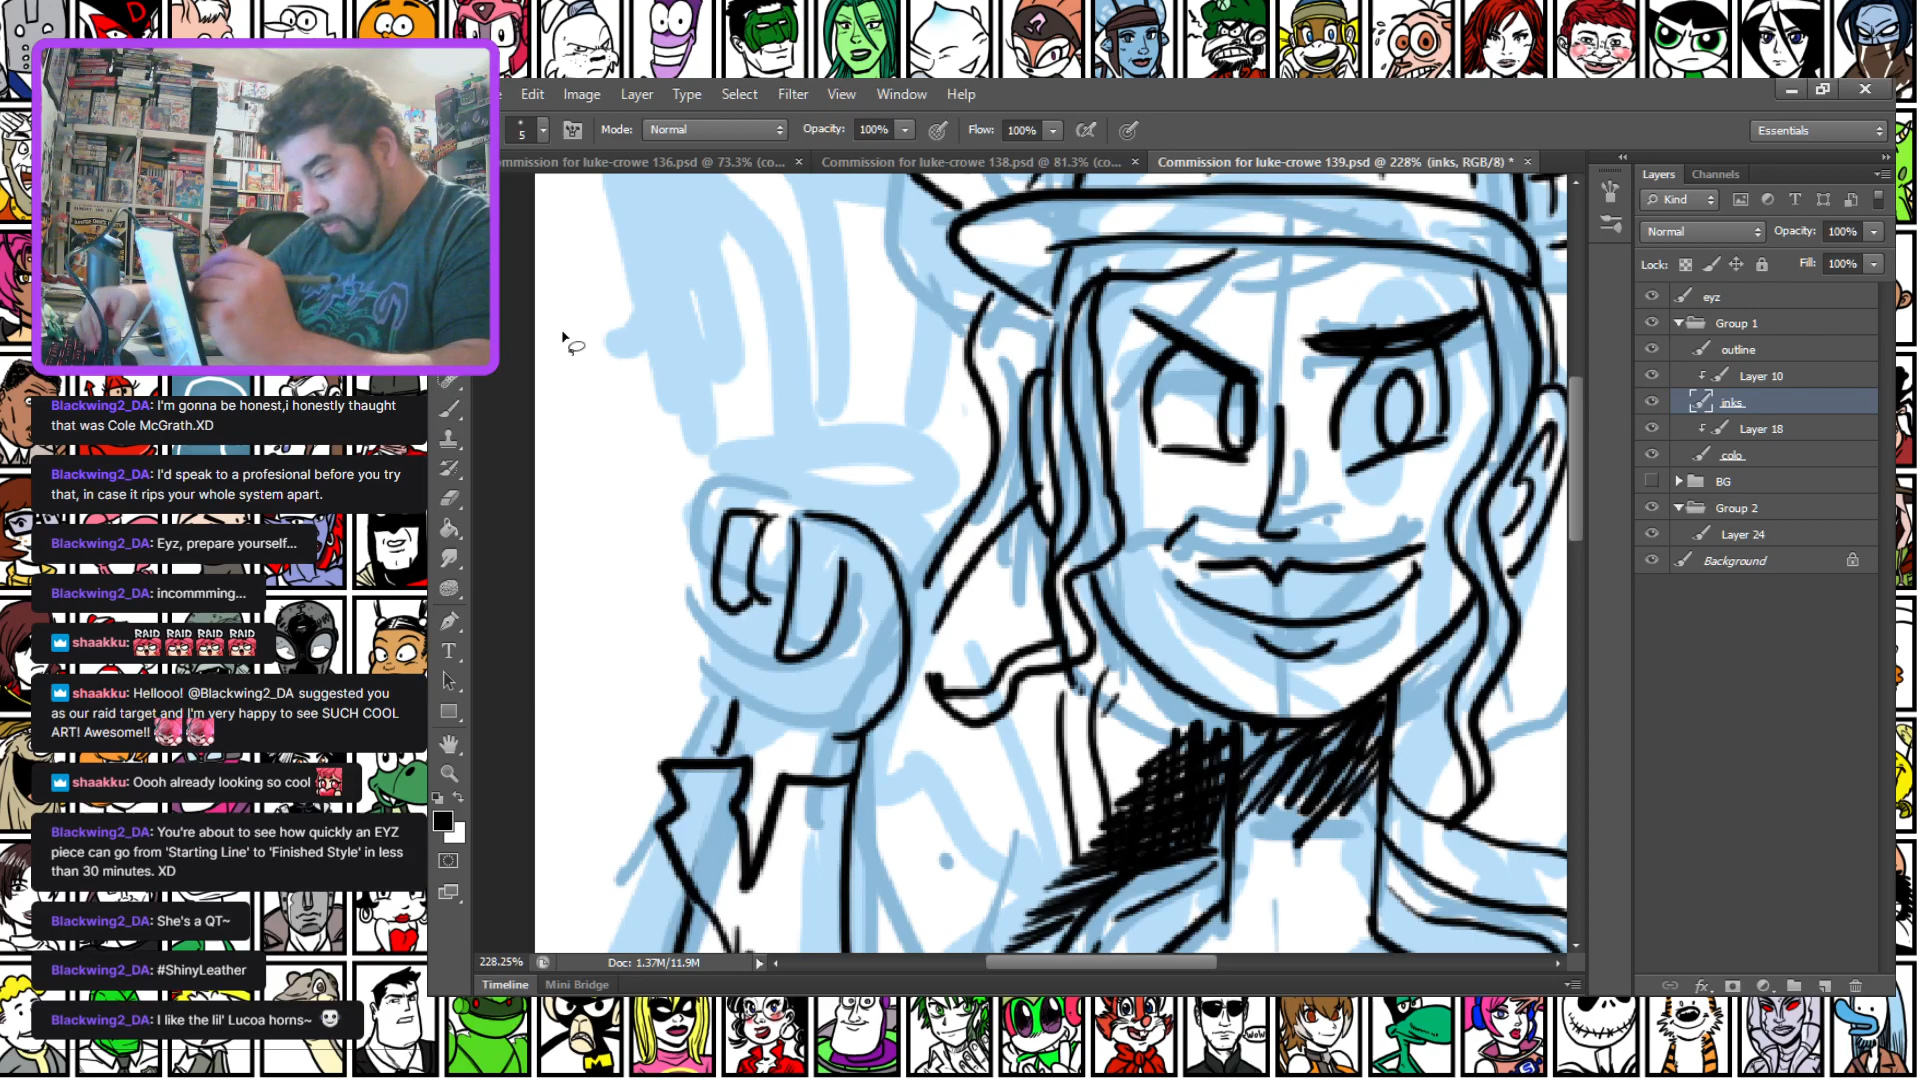 Edit Image Layer Type Select Filter View Window Help
5 Mode: Normal Opacity: 100% Flow: 100% Essentials
ommission for luke-crowe 136.psd @ 73.3% (co... × Commission for luke-crowe 138.psd @ 81.3% (co... × Commission for luke-crowe 139.psd @ 228% (inks, RGB/8) * ×
Layers Channels
Kind
Normal Opacity: 100%
Lock: Fill: 100%
eyz
Group 1
outline
Layer 10
inks
Layer 18
colo
BG
Group 2
Layer 24
Background
Blackwing2_DA: I'm gonna be honest,i honestly thaught
that was Cole McGrath.XD
Blackwing2_DA: I'd speak to a profesional before you try
that, in case it rips your whole system apart.
Blackwing2_DA: Eyz, prepare yourself...
Blackwing2_DA: incommming...
shaakku: RAID RAID RAID RAID
shaakku: Hellooo! @Blackwing2_DA suggested you
as our raid target and I'm very happy to see SUCH COOL
ART! Awesome!!
shaakku: Oooh already looking so cool
Blackwing2_DA: You're about to see how quickly an EYZ
piece can go from 'Starting Line' to 'Finished Style' in less
than 30 minutes. XD
Blackwing2_DA: She's a QT~
Blackwing2_DA: #ShinyLeather
Blackwing2_DA: I like the lil' Lucoa horns~
228.25% Doc: 1.37M/11.9M
Timeline Mini Bridge
WOW